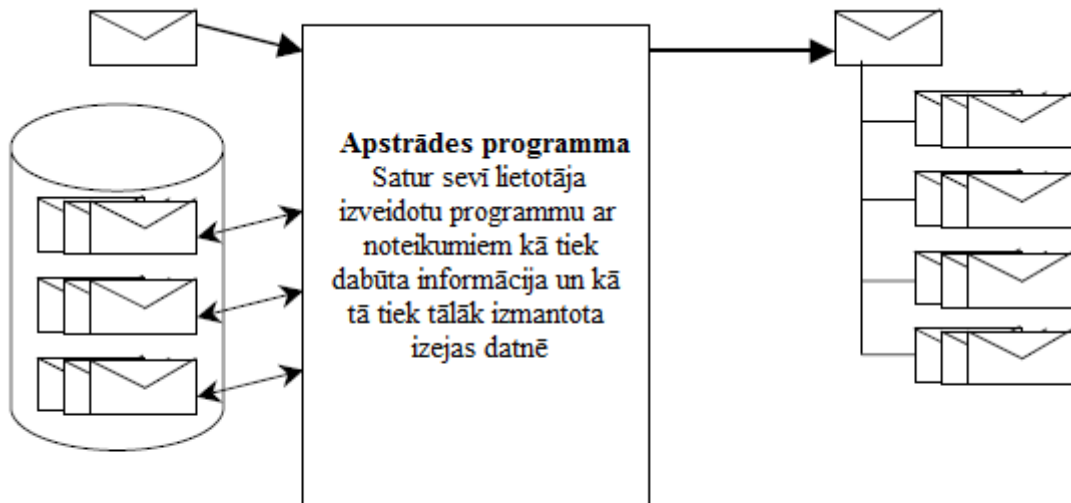 Apstrādes programma
Satur sevī lietotāja
izveidotu programmu ar
noteikumiem kā tiek
dabūta informācija un kā
tā tiek tālāk izmantota
izejas datnē